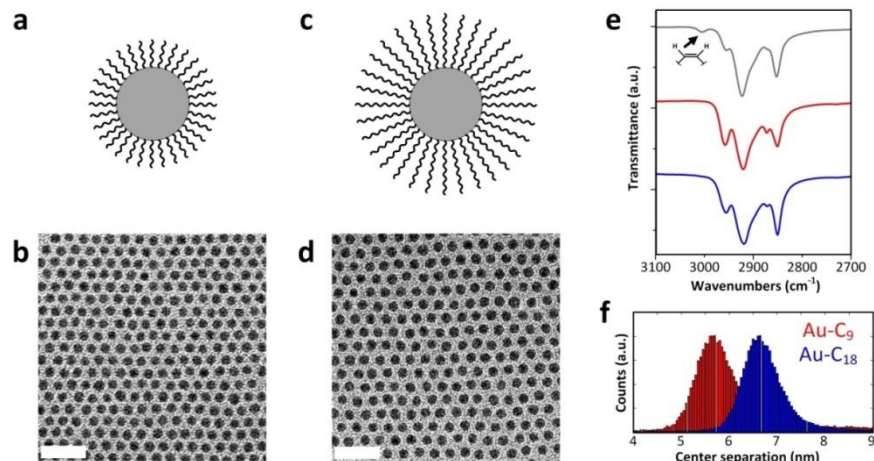 a
c
e
H H
Transmittance (a.u.)
3100 3000 2900 2800 2700
Wavenumbers (cm-1)
b
d
f
Au-C9
Au-C18
Counts (a.u.)
4 5 6 7 8 9
Center separation (nm)